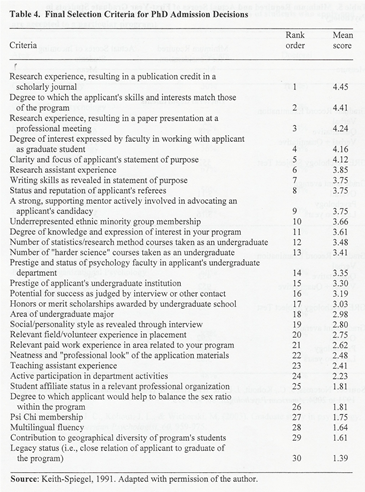 Table 4. Final Selection Criteria for PhD Admission Decisions
Rank Mean
Criteria order score
Research experience, resulting in a publication credit in a
scholarly journal 1 4.45
Degree to which the applicant's skills and interests match those
of the program 2 4.41
Research experience, resulting in a paper presentation at a
professional meeting 3 4.24
Degree of interest expressed by faculty in working with applicant
as graduate student 4 4.16
Clarity and focus of applicant's statement of purpose 5 4.12
Research assistant experience 6 3.85
Writing skills as revealed in statement of purpose 7 3.75
Status and reputation of applicant's referees 8 3.75
A strong, supporting mentor actively involved in advocating an
applicant's candidacy 9 3.75
Underrepresented ethnic minority group membership 10 3.66
Degree of knowledge and expression of interest in your program 11 3.61
Number of statistics/research method courses taken as an undergraduate 12 3.48
Number of "harder science" courses taken as an undergraduate 13 3.41
Prestige and status of psychology faculty in applicant's undergraduate
department 14 3.35
Prestige of applicant's undergraduate institution 15 3.30
Potential for success as judged by interview or other contact 16 3.19
Honors or merit scholarships awarded by undergraduate school 17 3.03
Area of undergraduate major 18 2.98
Social/personality style as revealed through interview 19 2.80
Relevant field/volunteer experience in placement 20 2.75
Relevant paid work experience in area related to your program 21 2.62
Neatness and "professional look" of the application materials 22 2.48
Teaching assistant experience 23 2.41
Active participation in department activities 24 2.23
Student affiliate status in a relevant professional organization 25 1.81
Degree to which applicant would help to balance the sex ratio
within the program 26 1.81
Psi Chi membership 27 1.75
Multilingual fluency 28 1.64
Contribution to geographical diversity of program's students 29 1.61
Legacy status (i.e., close relation of applicant to graduate of
the program) 30 1.39
Source: Keith-Spiegel, 1991. Adapted with permission of the author.